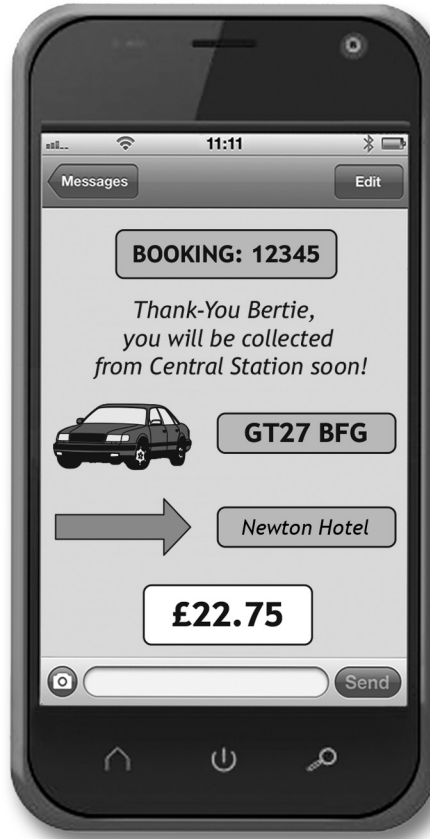 11:11
Messages
Edit
BOOKING: 12345
Thank-You Bertie,
you will be collected
from Central Station soon!
GT27 BFG
Newton Hotel
£22.75
Send